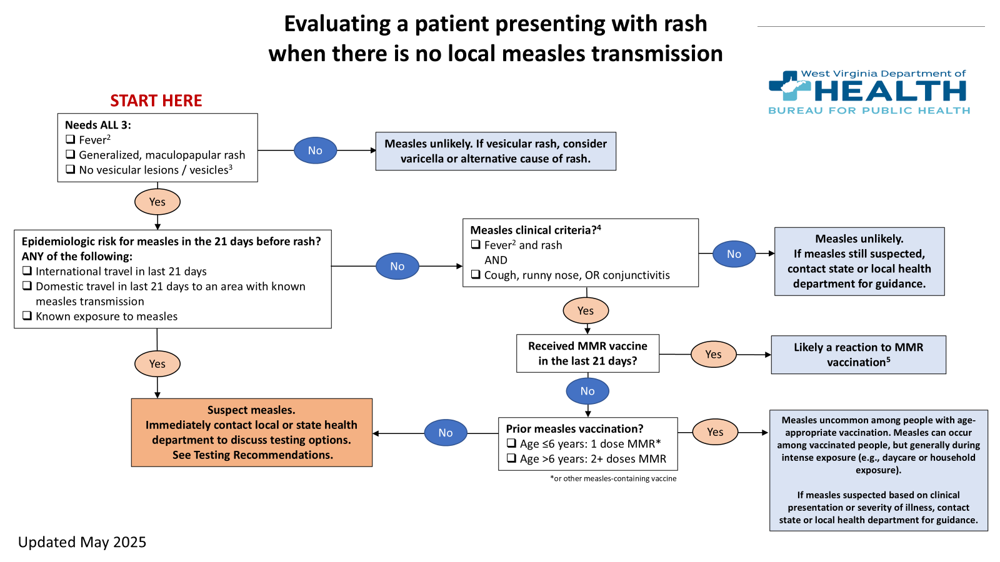 Evaluating a patient presenting with rash
when there is no local measles transmission
West Virginia Department of
HEALTH
BUREAU FOR PUBLIC HEALTH
START HERE
Needs ALL 3:
❑ Fever²
❑ Generalized, maculopapular rash
❑ No vesicular lesions / vesicles³
No
Measles unlikely. If vesicular rash, consider
varicella or alternative cause of rash.
Yes
Epidemiologic risk for measles in the 21 days before rash?
ANY of the following:
❑ International travel in last 21 days
❑ Domestic travel in last 21 days to an area with known
measles transmission
❑ Known exposure to measles
No
Measles clinical criteria?⁴
❑ Fever² and rash
AND
❑ Cough, runny nose, OR conjunctivitis
No
Measles unlikely.
If measles still suspected,
contact state or local health
department for guidance.
Yes
Received MMR vaccine
in the last 21 days?
Yes
Likely a reaction to MMR
vaccination⁵
Yes
No
Suspect measles.
Immediately contact local or state health
department to discuss testing options.
See Testing Recommendations.
No
Prior measles vaccination?
❑ Age ≤6 years: 1 dose MMR*
❑ Age >6 years: 2+ doses MMR
*or other measles-containing vaccine
Yes
Measles uncommon among people with age-
appropriate vaccination. Measles can occur
among vaccinated people, but generally during
intense exposure (e.g., daycare or household
exposure).
If measles suspected based on clinical
presentation or severity of illness, contact
state or local health department for guidance.
Updated May 2025